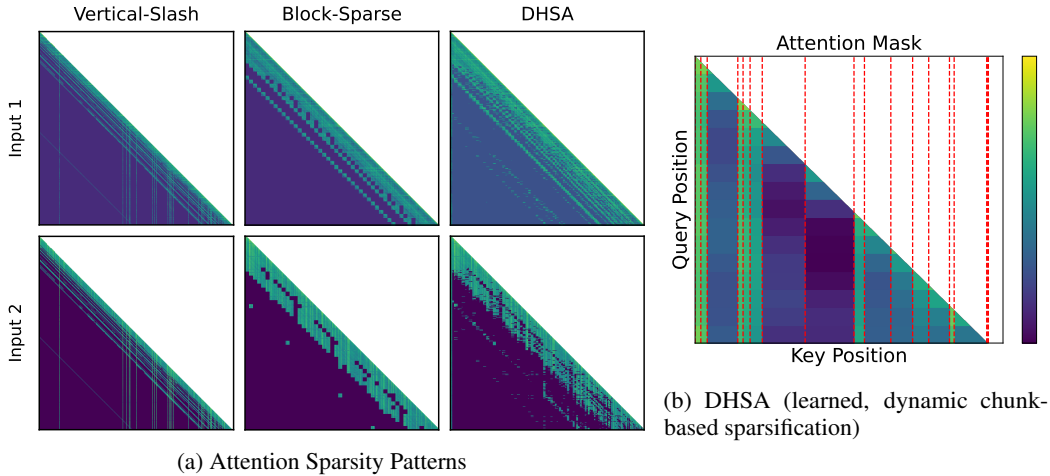 Vertical-Slash
Block-Sparse
DHSA
Input 1
Input 2
(a) Attention Sparsity Patterns
Attention Mask
Query Position
Key Position
(b) DHSA (learned, dynamic chunk-
based sparsification)